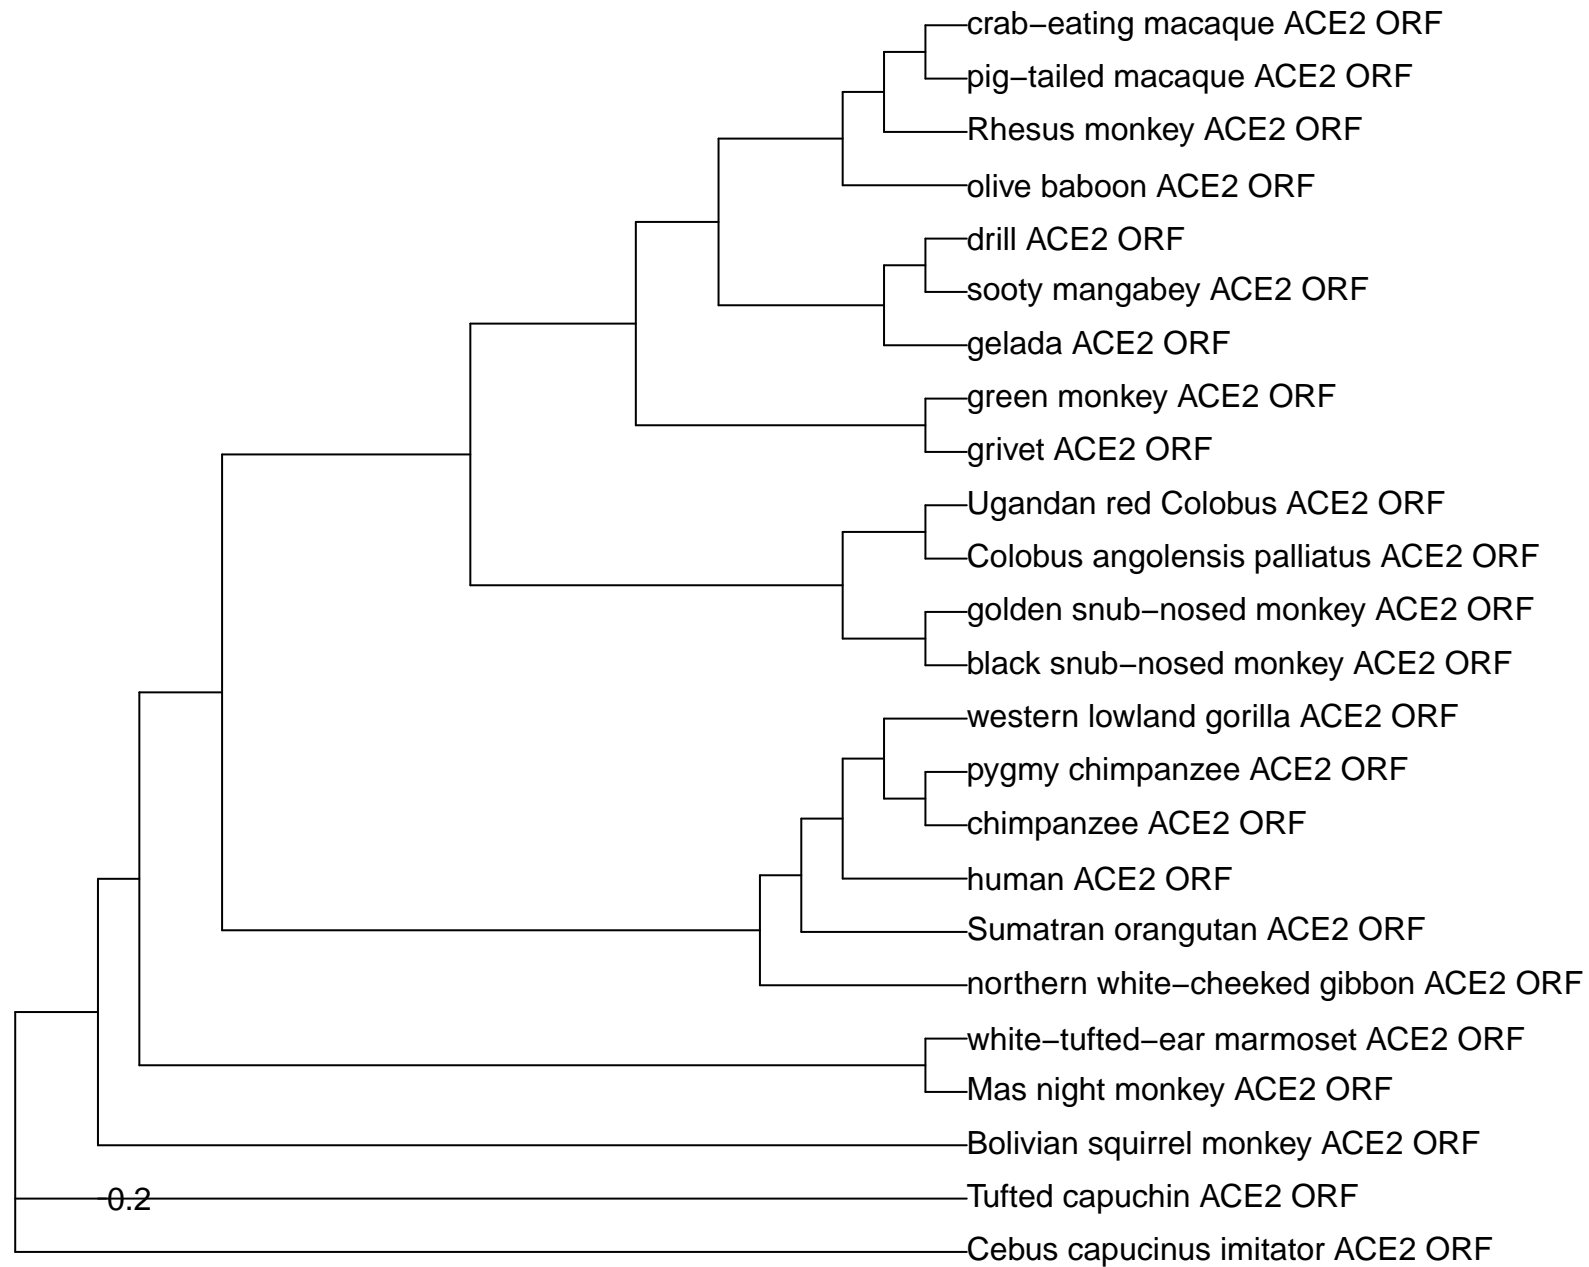 crab−eating macaque ACE2 ORF
pig−tailed macaque ACE2 ORF
Rhesus monkey ACE2 ORF
olive baboon ACE2 ORF
drill ACE2 ORF
sooty mangabey ACE2 ORF
gelada ACE2 ORF
green monkey ACE2 ORF
grivet ACE2 ORF
Ugandan red Colobus ACE2 ORF
Colobus angolensis palliatus ACE2 ORF
golden snub−nosed monkey ACE2 ORF
black snub−nosed monkey ACE2 ORF
western lowland gorilla ACE2 ORF
pygmy chimpanzee ACE2 ORF
chimpanzee ACE2 ORF
human ACE2 ORF
Sumatran orangutan ACE2 ORF
northern white−cheeked gibbon ACE2 ORF
white−tufted−ear marmoset ACE2 ORF
Mas night monkey ACE2 ORF
Bolivian squirrel monkey ACE2 ORF
0.2
Tufted capuchin ACE2 ORF
Cebus capucinus imitator ACE2 ORF